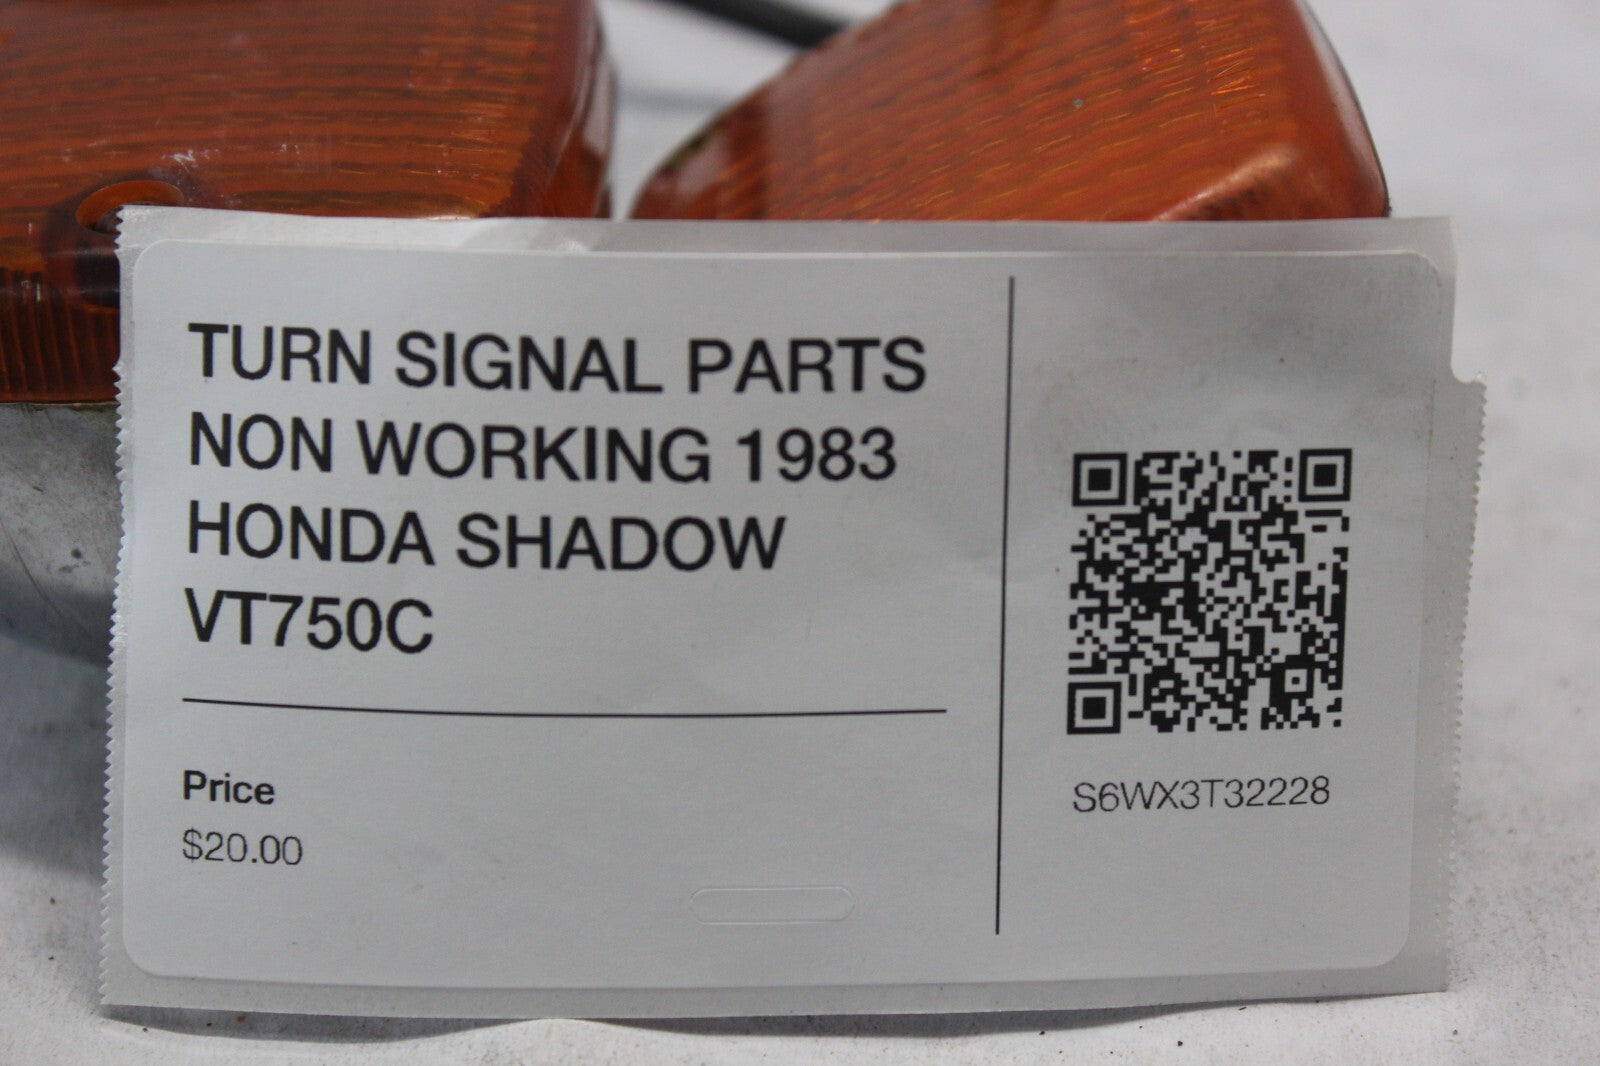 TURN SIGNAL PARTS
NON WORKING 1983
HONDA SHADOW
VT750C
Price
$20.00
S6WX3T32228